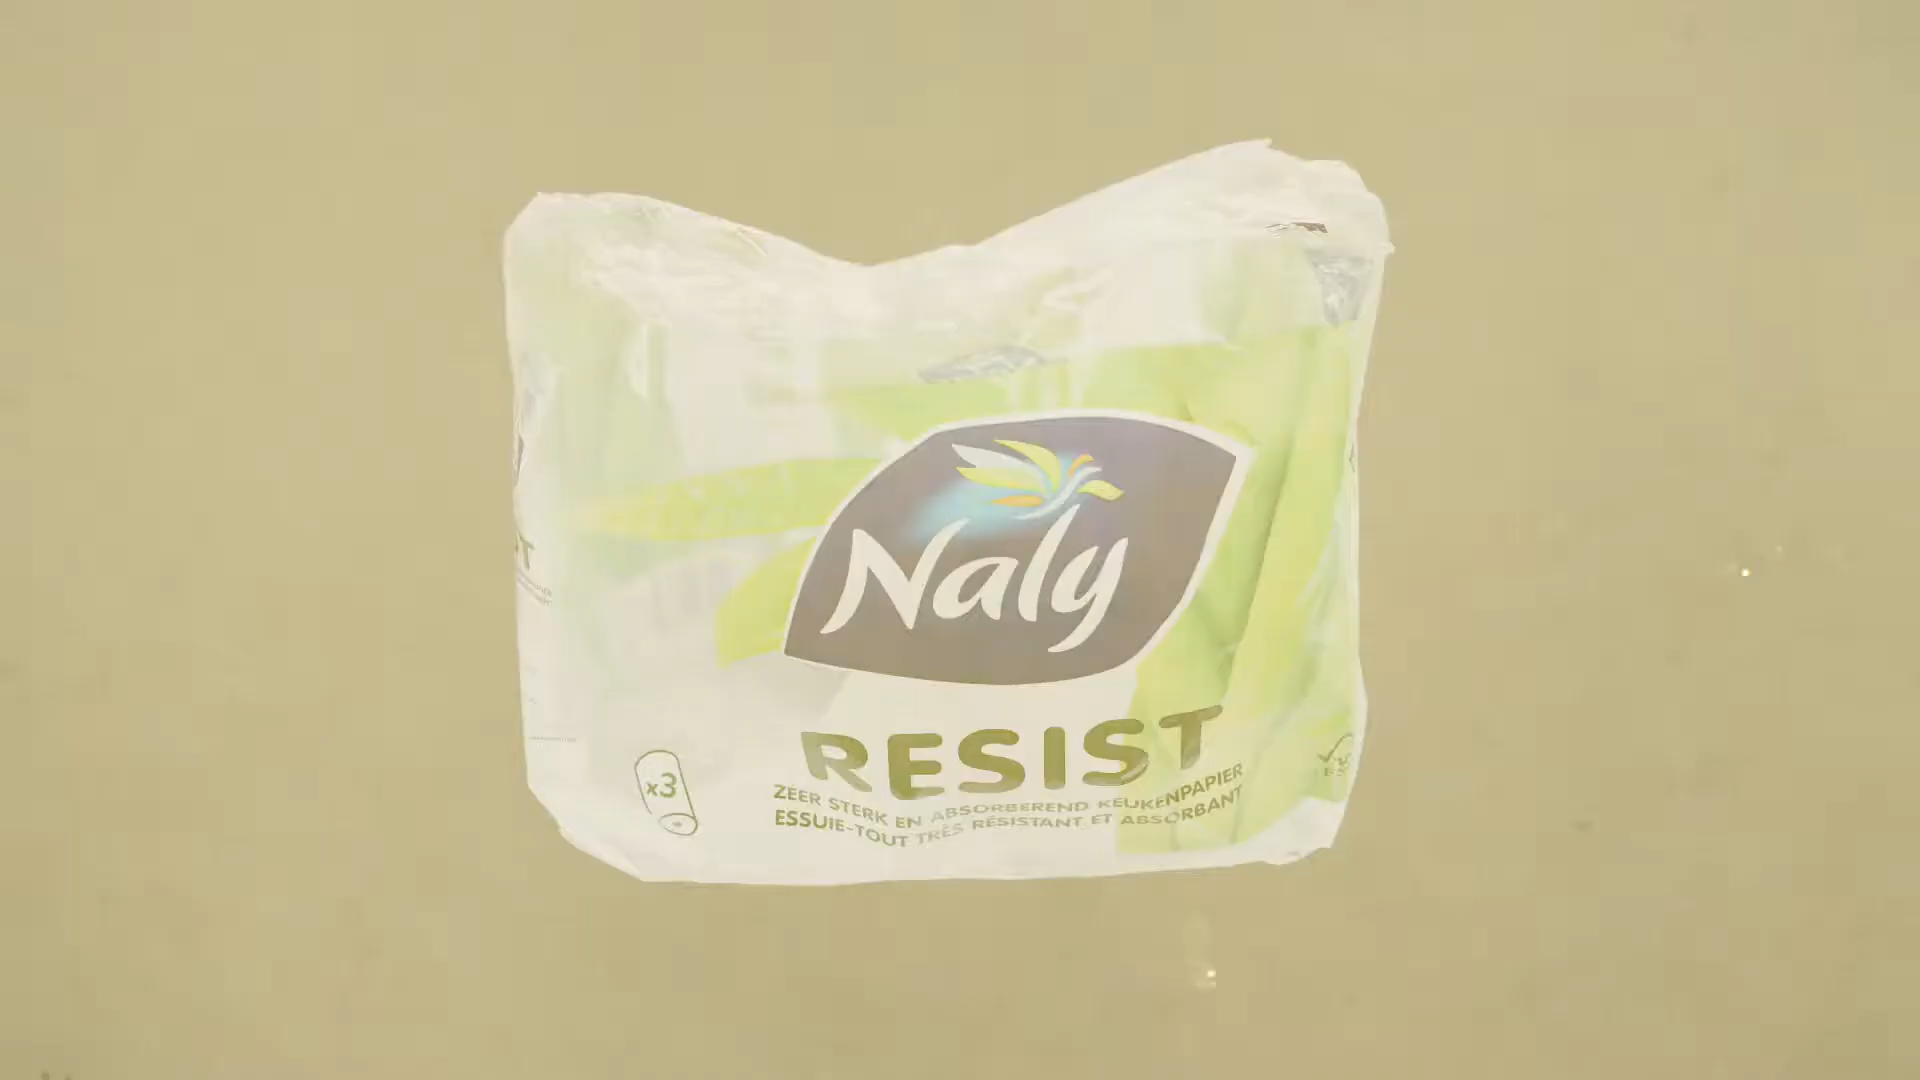 Naly
RESIST
x3
ZEER STERK EN ABSORBEREND KEUKENPAPIER
ESSUIE-TOUT TRÈS RÉSISTANT ET ABSORBANT